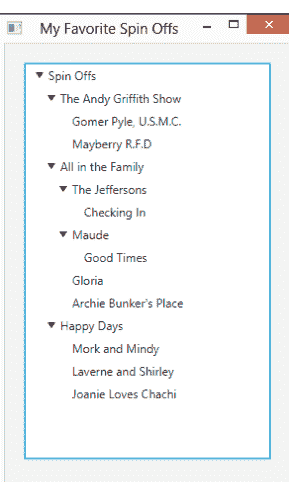 My Favorite Spin Offs
Spin Offs
The Andy Griffith Show
Gomer Pyle, U.S.M.C.
Mayberry R.F.D
All in the Family
The Jeffersons
Checking In
Maude
Good Times
Gloria
Archie Bunker's Place
Happy Days
Mork and Mindy
Laverne and Shirley
Joanie Loves Chachi